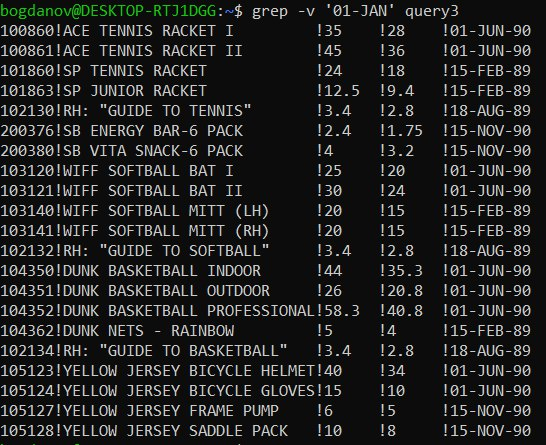 bogdanov@DESKTOP-RTJ1DGG:~$ grep -v '01-JAN' query3
100860!ACE TENNIS RACKET I           !35    !28    !01-JUN-90
100861!ACE TENNIS RACKET II          !45    !36    !01-JUN-90
101860!SP TENNIS RACKET              !24    !18    !15-FEB-89
101863!SP JUNIOR RACKET              !12.5  !9.4   !15-FEB-89
102130!RH: "GUIDE TO TENNIS"         !3.4   !2.8   !18-AUG-89
200376!SB ENERGY BAR-6 PACK          !2.4   !1.75  !15-NOV-90
200380!SB VITA SNACK-6 PACK          !4     !3.2   !15-NOV-90
103120!WIFF SOFTBALL BAT I           !25    !20    !01-JUN-90
103121!WIFF SOFTBALL BAT II          !30    !24    !01-JUN-90
103140!WIFF SOFTBALL MITT (LH)       !20    !15    !15-FEB-89
103141!WIFF SOFTBALL MITT (RH)       !20    !15    !15-FEB-89
102132!RH: "GUIDE TO SOFTBALL"       !3.4   !2.8   !18-AUG-89
104350!DUNK BASKETBALL INDOOR        !44    !35.3  !01-JUN-90
104351!DUNK BASKETBALL OUTDOOR       !26    !20.8  !01-JUN-90
104352!DUNK BASKETBALL PROFESSIONAL!58.3  !40.8  !01-JUN-90
104362!DUNK NETS - RAINBOW           !5     !4     !15-FEB-89
102134!RH: "GUIDE TO BASKETBALL"     !3.4   !2.8   !18-AUG-89
105123!YELLOW JERSEY BICYCLE HELMET!40    !34    !01-JUN-90
105124!YELLOW JERSEY BICYCLE GLOVES!15    !10    !01-JUN-90
105127!YELLOW JERSEY FRAME PUMP      !6     !5     !15-NOV-90
105128!YELLOW JERSEY SADDLE PACK     !10    !8     !15-NOV-90